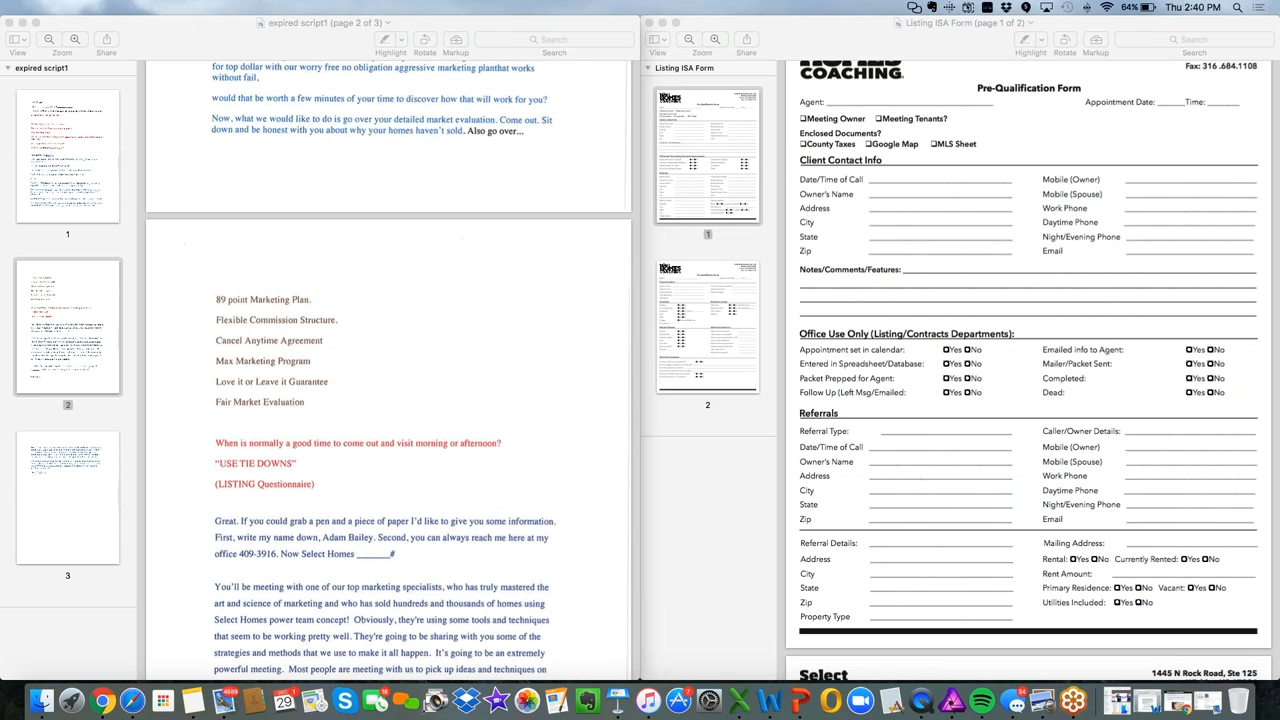 64% Thu 2:40 PM
expired script1 (page 2 of 3)
View Zoom Share Highlight Rotate Markup Search
Search
expired script1
1
2
3
for top dollar with our worry free no obligation aggressive marketing planthat works
without fail,
would that be worth a few minutes of your time to discover how that will work for you?
Now, what we would like to do is go over your detailed market evaluation. Come out. Sit
down and be honest with you about why your homes haven't sold. Also go over...
89 point Marketing Plan.
Flexible Commission Structure.
Cancel Anytime Agreement
Max Marketing Program
Love it or Leave it Guarantee
Fair Market Evaluation
When is normally a good time to come out and visit morning or afternoon?
"USE TIE DOWNS"
(LISTING Questionnaire)
Great. If you could grab a pen and a piece of paper I'd like to give you some information.
First, write my name down, Adam Bailey. Second, you can always reach me here at my
office 409-3916. Now Select Homes ______#
You'll be meeting with one of our top marketing specialists, who has truly mastered the
art and science of marketing and who has sold hundreds and thousands of homes using
Select Homes power team concept! Obviously, they're using some tools and techniques
that seem to be working pretty well. They're going to be sharing with you some of the
strategies and methods that we use to make it all happen. It's going to be an extremely
powerful meeting. Most people are meeting with us to pick up ideas and techniques on
Listing ISA Form (page 1 of 2)
View Zoom Share Highlight Rotate Markup Search
Search
Listing ISA Form
1
2
HOMES
COACHING
Fax: 316 .684.1108
Pre-Qualification Form
Agent: Appointment Date: Time:
Meeting Owner Meeting Tenants?
Enclosed Documents?
County Taxes Google Map MLS Sheet
Client Contact Info
Date/Time of Call Mobile (Owner)
Owner's Name Mobile (Spouse)
Address Work Phone
City Daytime Phone
State Night/Evening Phone
Zip Email
Notes/Comments/Features:
Office Use Only (Listing/Contracts Departments):
Appointment set in calendar: Yes No Emailed info to agent: Yes No
Entered in Spreadsheet/Database: Yes No Mailer/Packet Sent: Yes No
Packet Prepped for Agent: Yes No Completed: Yes No
Follow Up (Left Msg/Emailed: Yes No Dead: Yes No
Referrals
Referral Type: Caller/Owner Details:
Date/Time of Call Mobile (Owner)
Owner's Name Mobile (Spouse)
Address Work Phone
City Daytime Phone
State Night/Evening Phone
Zip Email
Referral Details: Mailing Address:
Address Rental: Yes No Currently Rented: Yes No
City Rent Amount:
State Primary Residence: Yes No Vacant: Yes No
Zip Utilities Included: Yes No
Property Type
Select
1445 N Rock Road, Ste 125